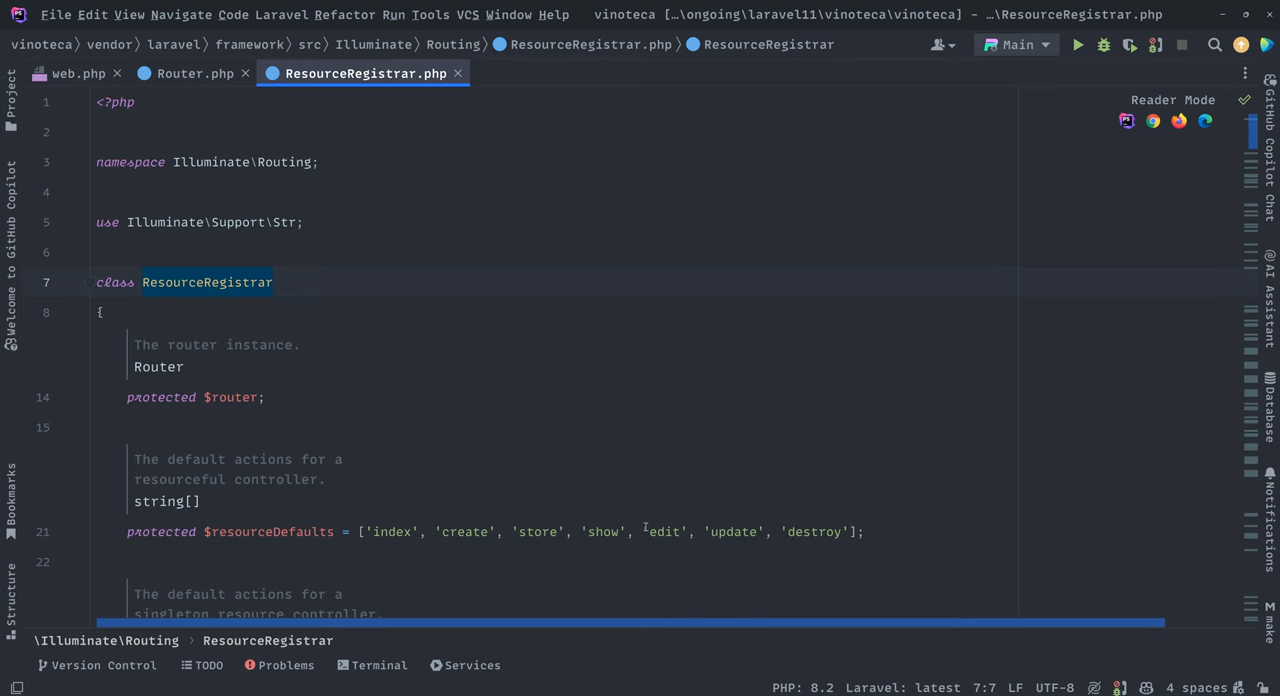 File Edit View Navigate Code Laravel Refactor Run Tools VCS Window Help vinoteca […\ongoing\laravel11\vinoteca\vinoteca] - …\ResourceRegistrar.php
vinoteca vendor laravel framework src Illuminate Routing ResourceRegistrar.php ResourceRegistrar Main
web.php Router.php ResourceRegistrar.php
Reader Mode
Project
Welcome to GitHub Copilot
Bookmarks
Structure
1 <?php
2
3 namespace Illuminate\Routing;
4
5 use Illuminate\Support\Str;
6
7 class ResourceRegistrar
8 {
The router instance.
Router
14 protected $router;
15
The default actions for a
resourceful controller.
string[]
21 protected $resourceDefaults = ['index', 'create', 'store', 'show', 'edit', 'update', 'destroy'];
22
The default actions for a
singleton resource controller.
GitHub Copilot Chat
AI Assistant
Database
Notifications
M make
\Illuminate\Routing › ResourceRegistrar
Version Control TODO Problems Terminal Services
PHP: 8.2 Laravel: latest 7:7 LF UTF-8 4 spaces